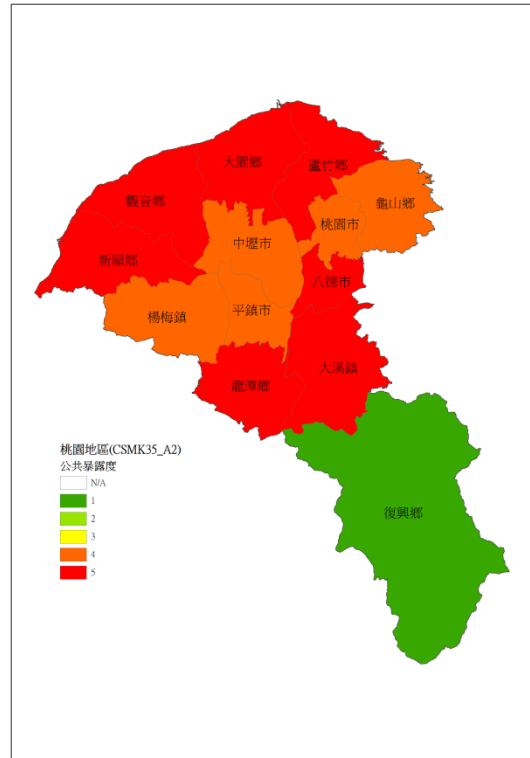 大園鄉
蘆竹鄉
觀音鄉
龜山鄉
桃園市
中壢市
新屋鄉
八德市
楊梅鎮
平鎮市
大溪鎮
龍潭鄉
桃園地區(CSMK35_A2)
公共暴露度
N/A
1
2
3
4
5
復興鄉